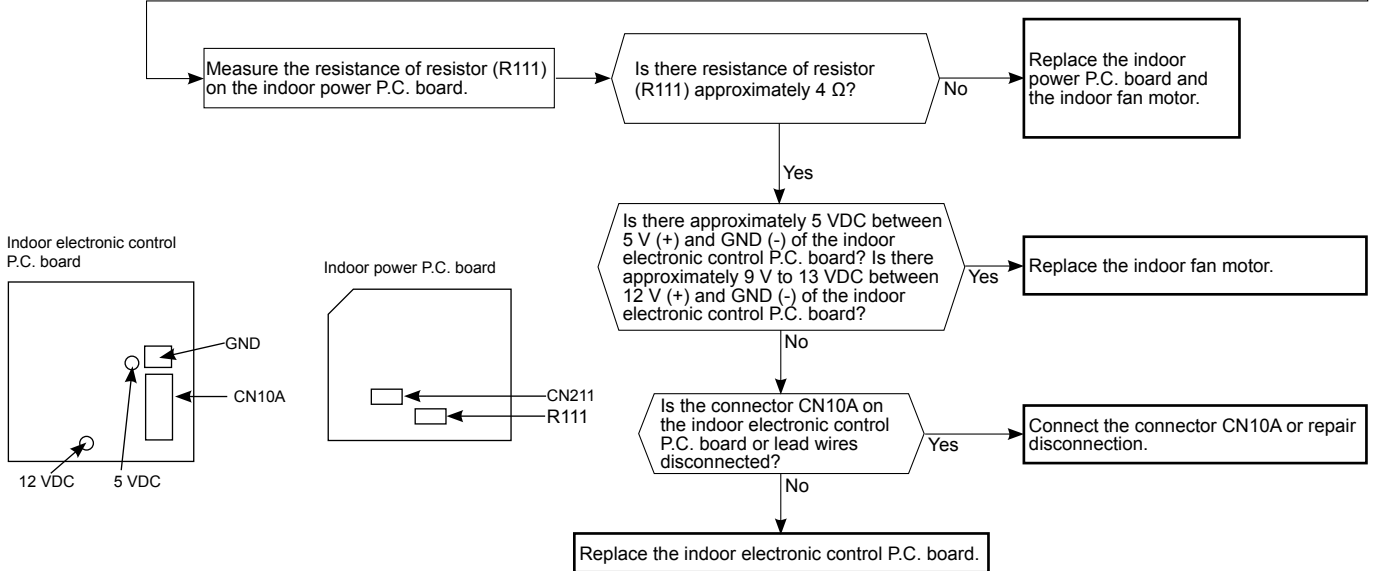 Measure the resistance of resistor (R111)
on the indoor power P.C. board.
Is there resistance of resistor
(R111) approximately 4 Ω?
No
Replace the indoor
power P.C. board and
the indoor fan motor.
Yes
Is there approximately 5 VDC between
5 V (+) and GND (-) of the indoor
electronic control P.C. board? Is there
approximately 9 V to 13 VDC between
12 V (+) and GND (-) of the indoor
electronic control P.C. board?
Yes
Replace the indoor fan motor.
No
Indoor electronic control
P.C. board
GND
CN10A
12 VDC
5 VDC
Indoor power P.C. board
CN211
R111
Is the connector CN10A on
the indoor electronic control
P.C. board or lead wires
disconnected?
Yes
Connect the connector CN10A or repair
disconnection.
No
Replace the indoor electronic control P.C. board.